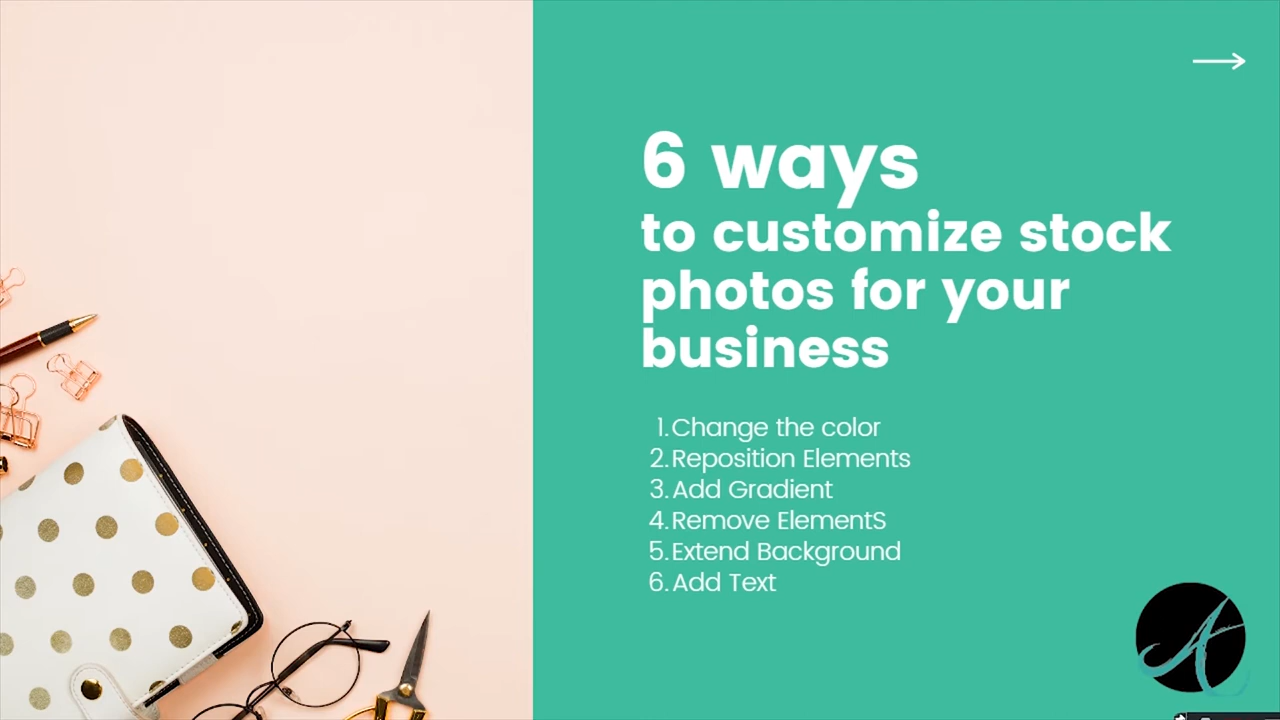 6 ways
to customize stock
photos for your
business
1. Change the color
2. Reposition Elements
3. Add Gradient
4. Remove ElementS
5. Extend Background
6. Add Text
A